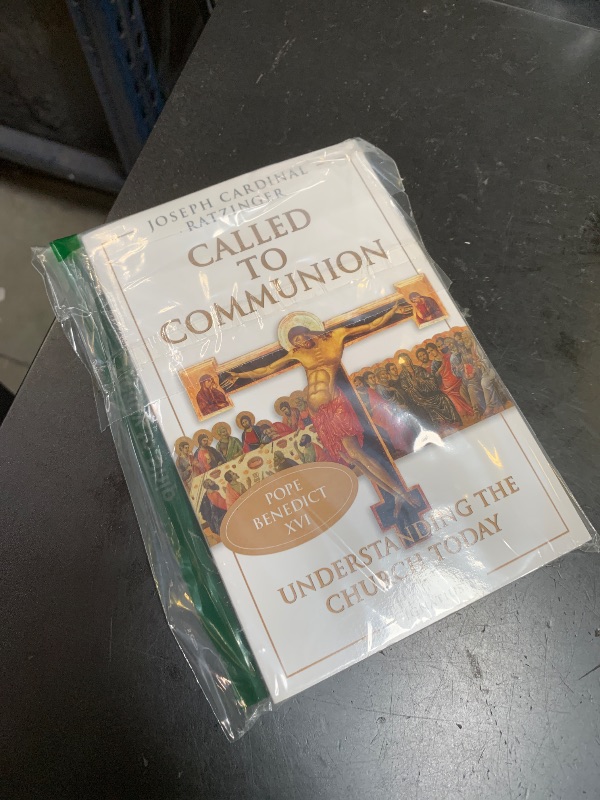 JOSEPH CARDINAL
RATZINGER
CALLED
TO
COMMUNION
POPE
BENEDICT
XVI
UNDERSTANDING THE
CHURCH TODAY